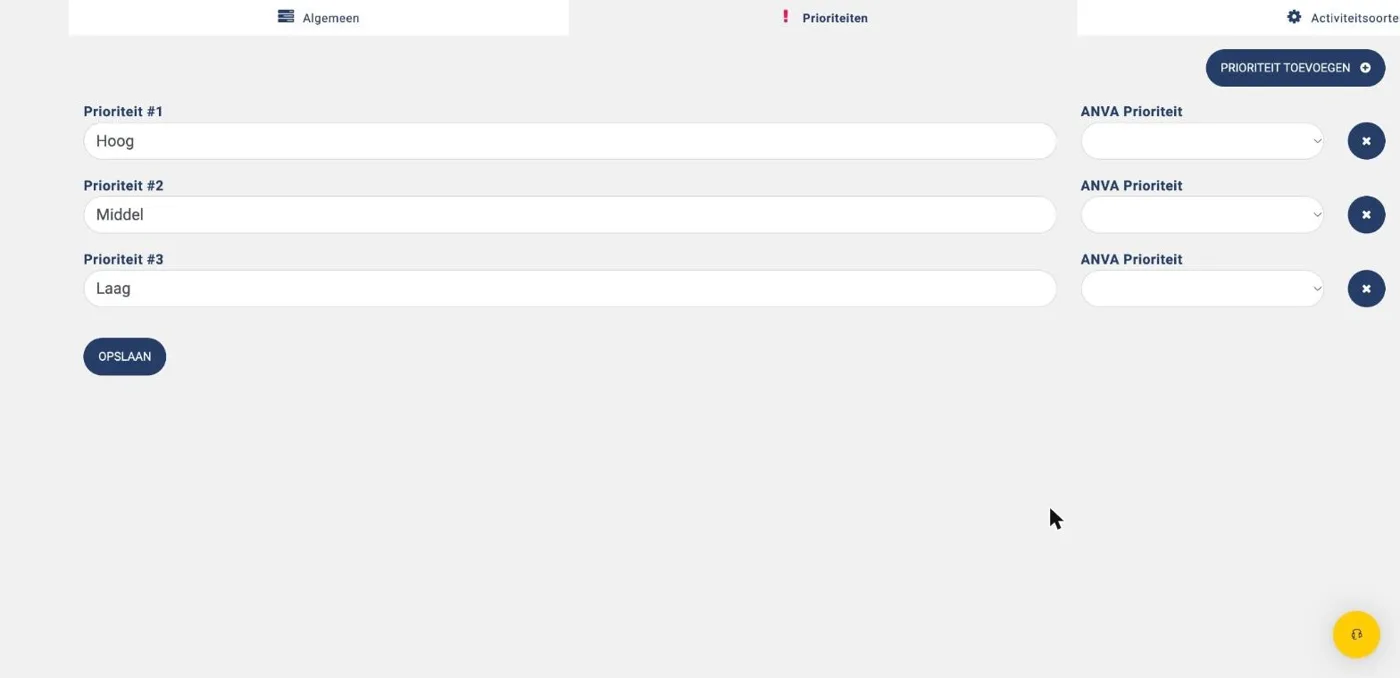 Algemeen
Prioriteiten
Activiteitsoorte
PRIORITEIT TOEVOEGEN
Prioriteit #1
ANVA Prioriteit
Hoog
Prioriteit #2
ANVA Prioriteit
Middel
Prioriteit #3
ANVA Prioriteit
Laag
OPSLAAN